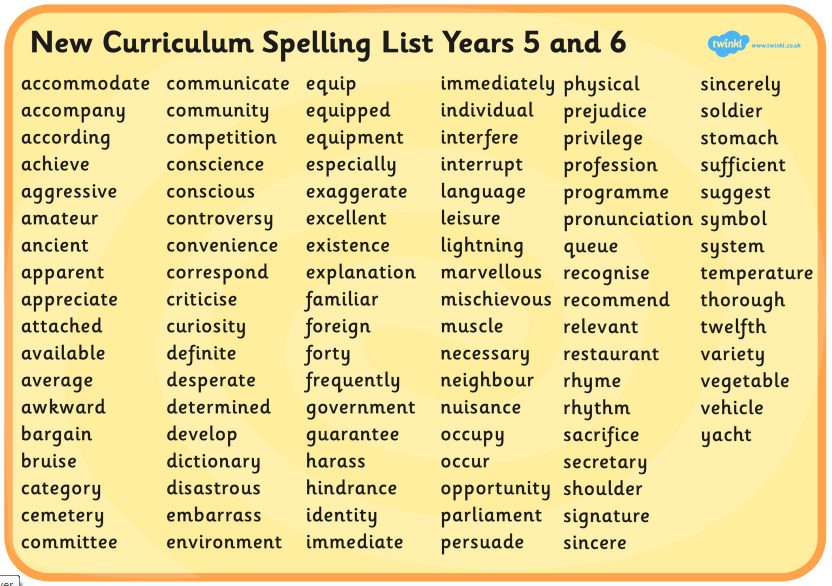 New Curriculum Spelling List Years 5 and 6
twinkl www.twinkl.co.uk
accommodate communicate equip immediately physical sincerely
accompany community equipped individual prejudice soldier
according competition equipment interfere privilege stomach
achieve conscience especially interrupt profession sufficient
aggressive conscious exaggerate language programme suggest
amateur controversy excellent leisure pronunciation symbol
ancient convenience existence lightning queue system
apparent correspond explanation marvellous recognise temperature
appreciate criticise familiar mischievous recommend thorough
attached curiosity foreign muscle relevant twelfth
available definite forty necessary restaurant variety
average desperate frequently neighbour rhyme vegetable
awkward determined government nuisance rhythm vehicle
bargain develop guarantee occupy sacrifice yacht
bruise dictionary harass occur secretary
category disastrous hindrance opportunity shoulder
cemetery embarrass identity parliament signature
committee environment immediate persuade sincere